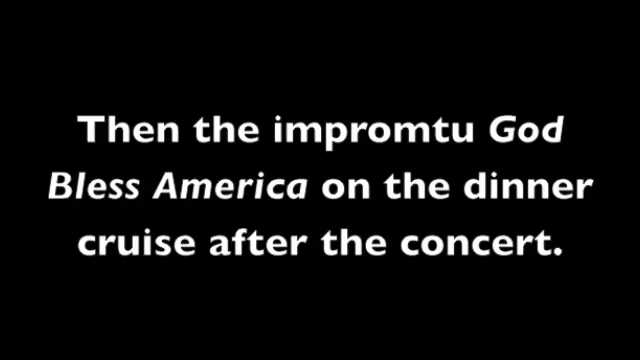 Then the impromtu God
Bless America on the dinner
cruise after the concert.